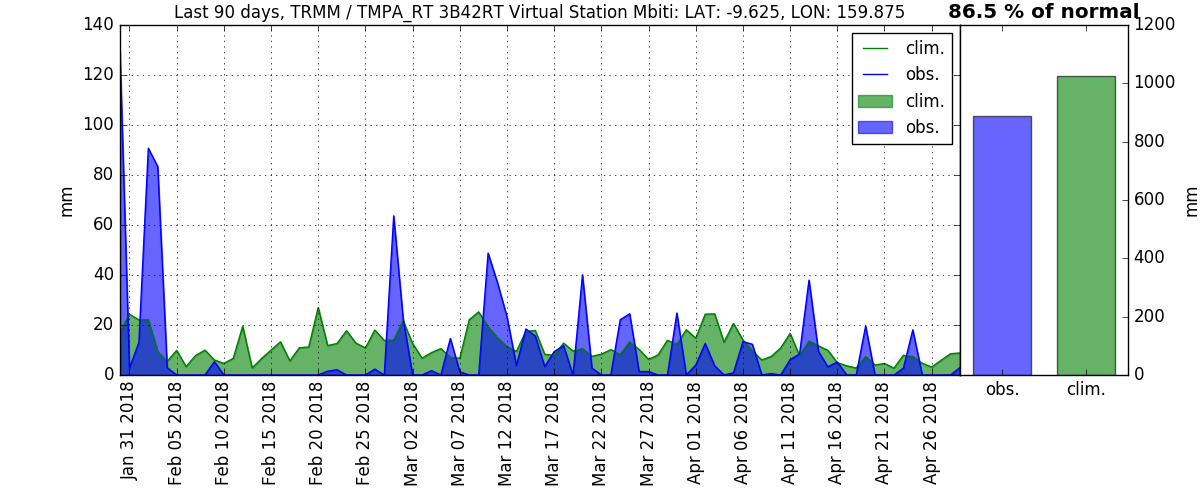 Last 90 days, TRMM / TMPA_RT 3B42RT Virtual Station Mbiti: LAT: -9.625, LON: 159.875
86.5 % of normal
140
120
100
80
60
40
20
0
mm
clim.
obs.
clim.
obs.
Jan 31 2018
Feb 05 2018
Feb 10 2018
Feb 15 2018
Feb 20 2018
Feb 25 2018
Mar 02 2018
Mar 07 2018
Mar 12 2018
Mar 17 2018
Mar 22 2018
Mar 27 2018
Apr 01 2018
Apr 06 2018
Apr 11 2018
Apr 16 2018
Apr 21 2018
Apr 26 2018
1200
1000
800
600
400
200
0
mm
obs.
clim.